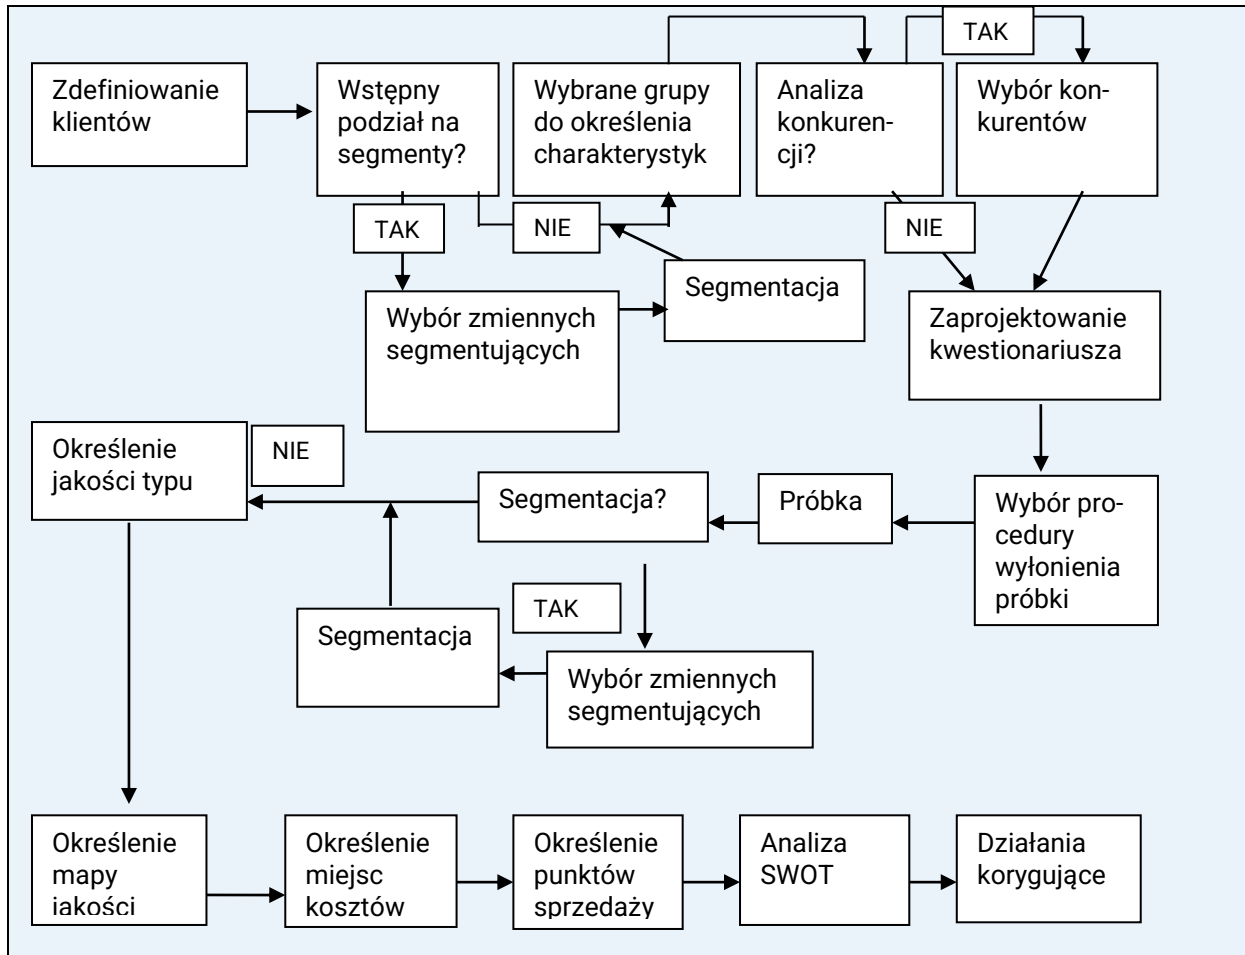 TAK
Zdefiniowanie
klientów
Wstępny
podział na
segmenty?
Wybrane grupy
do określenia
charakterystyk
Analiza
konkuren-
cji?
Wybór kon-
kurentów
TAK
NIE
NIE
Segmentacja
Wybór zmiennych
segmentujących
Zaprojektowanie
kwestionariusza
Określenie
jakości typu
NIE
Segmentacja?
Próbka
Wybór pro-
cedury
wyłonienia
próbki
TAK
Segmentacja
Wybór zmiennych
segmentujących
Określenie
mapy
jakości
Określenie
miejsc
kosztów
Określenie
punktów
sprzedaży
Analiza
SWOT
Działania
korygujące